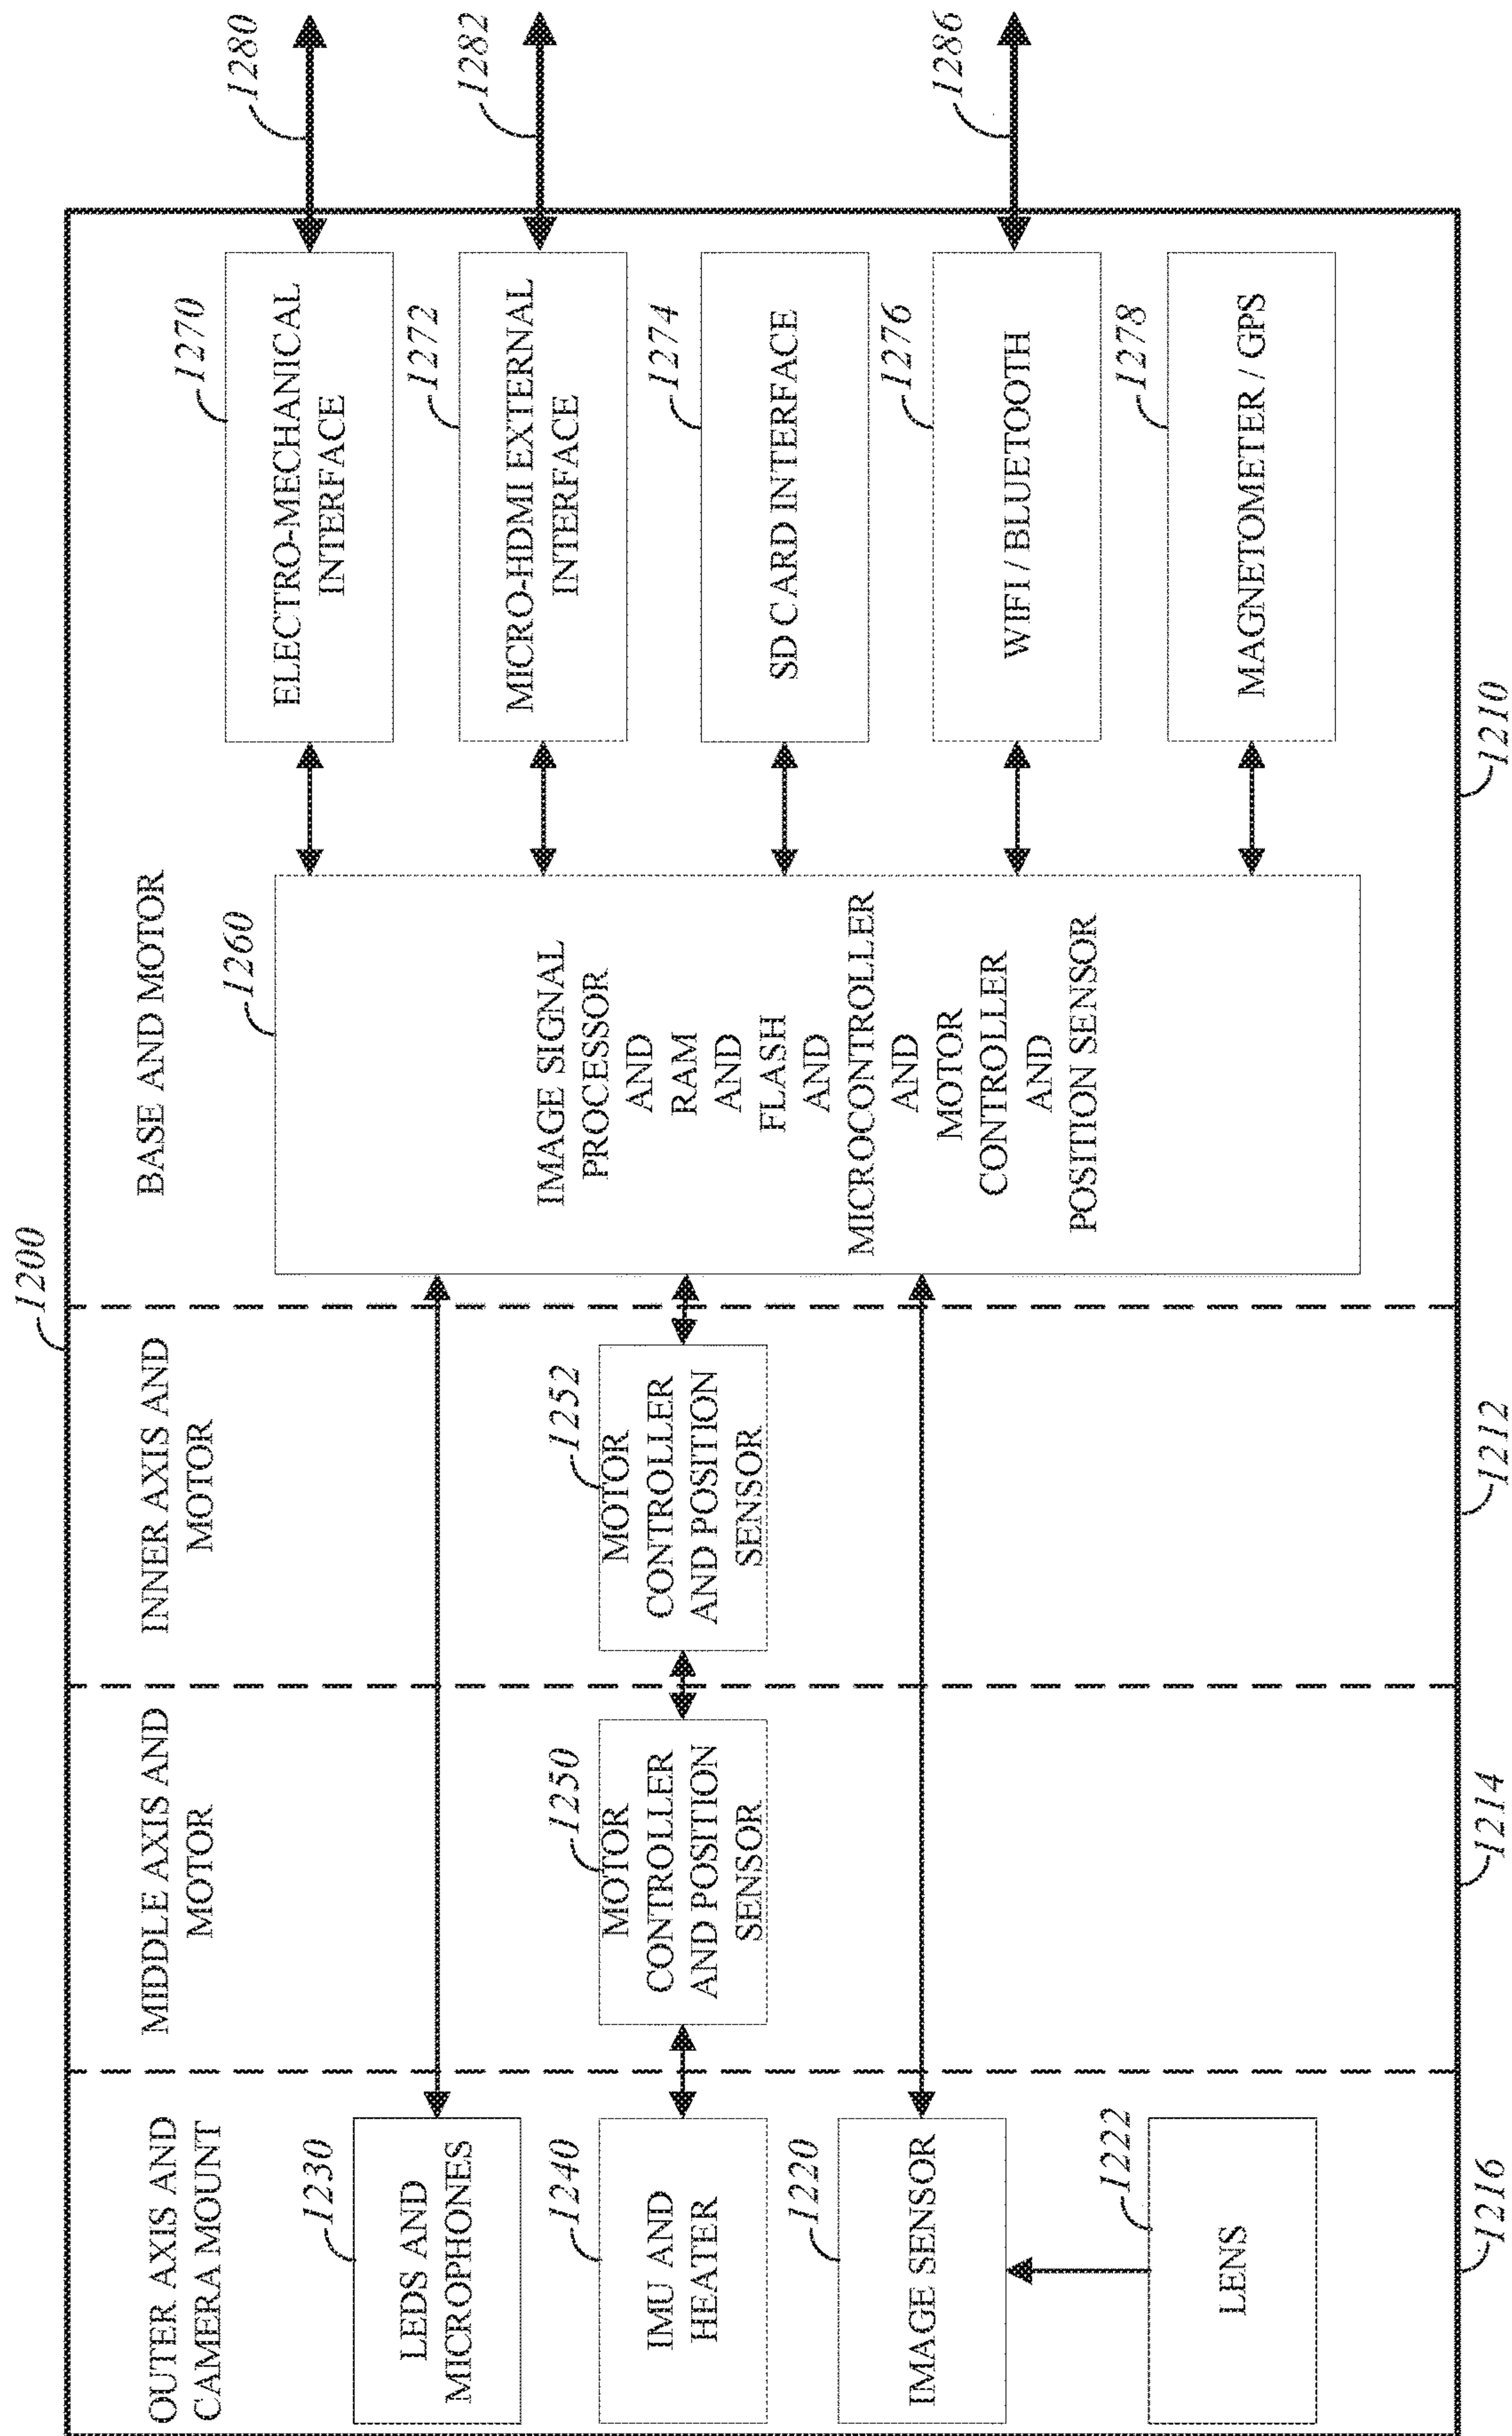 1200
OUTER AXIS AND
CAMERA MOUNT
MIDDLE AXIS AND
MOTOR
INNER AXIS AND
MOTOR
BASE AND MOTOR
1230
LEDS AND
MICROPHONES
1240
IMU AND
HEATER
1220
IMAGE SENSOR
1222
LENS
1250
MOTOR
CONTROLLER
AND POSITION
SENSOR
1252
MOTOR
CONTROLLER
AND POSITION
SENSOR
1260
IMAGE SIGNAL
PROCESSOR
AND
RAM
AND
FLASH
AND
MICROCONTROLLER
AND
MOTOR
CONTROLLER
AND
POSITION SENSOR
1270
ELECTRO-MECHANICAL
INTERFACE
1272
MICRO-HDMI EXTERNAL
INTERFACE
1274
SD CARD INTERFACE
1276
WIFI / BLUETOOTH
1278
MAGNETOMETER / GPS
1280
1282
1286
1216
1214
1212
1210